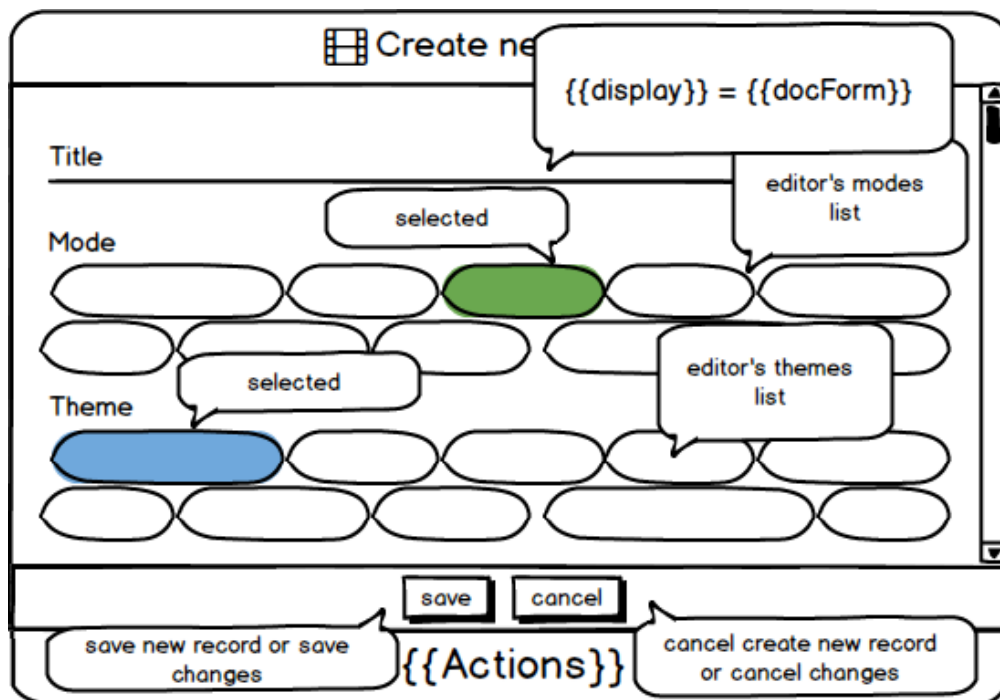 Create ne
{{display}} = {{docForm}}
Title
editor's modes
list
selected
Mode
editor's themes
list
selected
Theme
save
cancel
save new record or save
changes
{{Actions}}
cancel create new record
or cancel changes